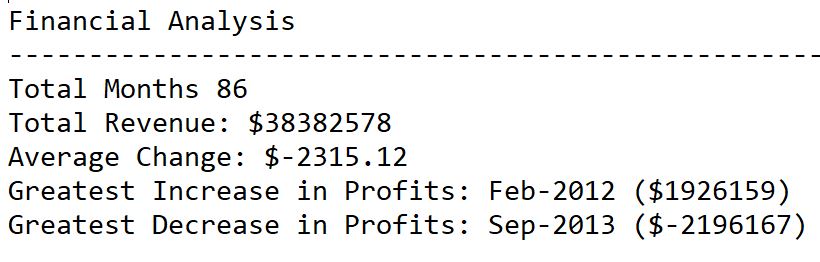 Financial Analysis
----------------------------------------------------
Total Months 86
Total Revenue: $38382578
Average Change: $-2315.12
Greatest Increase in Profits: Feb-2012 ($1926159)
Greatest Decrease in Profits: Sep-2013 ($-2196167)